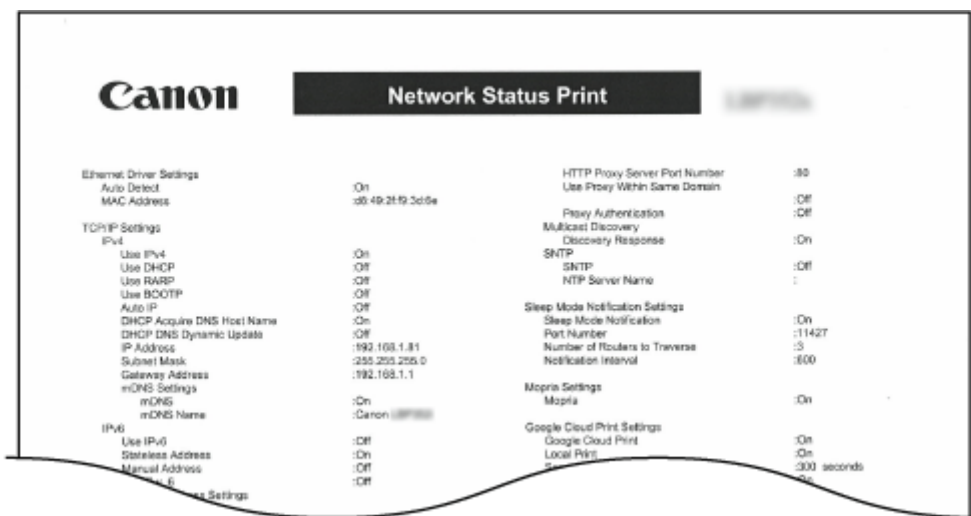 Canon
Network Status Print
Ethernet Driver Settings
Auto Detect :On
MAC Address :d8:49:2f:f9:3d:6e
TCP/IP Settings
IPv4
Use IPv4 :On
Use DHCP :Off
Use RARP :Off
Use BOOTP :Off
Auto IP :Off
DHCP Acquire DNS Host Name :On
DHCP DNS Dynamic Update :Off
IP Address :192.168.1.81
Subnet Mask :255.255.255.0
Gateway Address :192.168.1.1
mDNS Settings
mDNS :On
mDNS Name :Canon
IPv6
Use IPv6 :Off
Stateless Address :On
Manual Address :Off
6 :Off
Settings
HTTP Proxy Server Port Number :80
Use Proxy Within Same Domain
:Off
Proxy Authentication :Off
Multicast Discovery
Discovery Response :On
SNTP
SNTP :Off
NTP Server Name :
Sleep Mode Notification Settings
Sleep Mode Notification :On
Port Number :11427
Number of Routers to Traverse :3
Notification Interval :600
Mopria Settings
Mopria :On
Google Cloud Print Settings
Google Cloud Print :On
Local Print :On
:300 seconds
:On